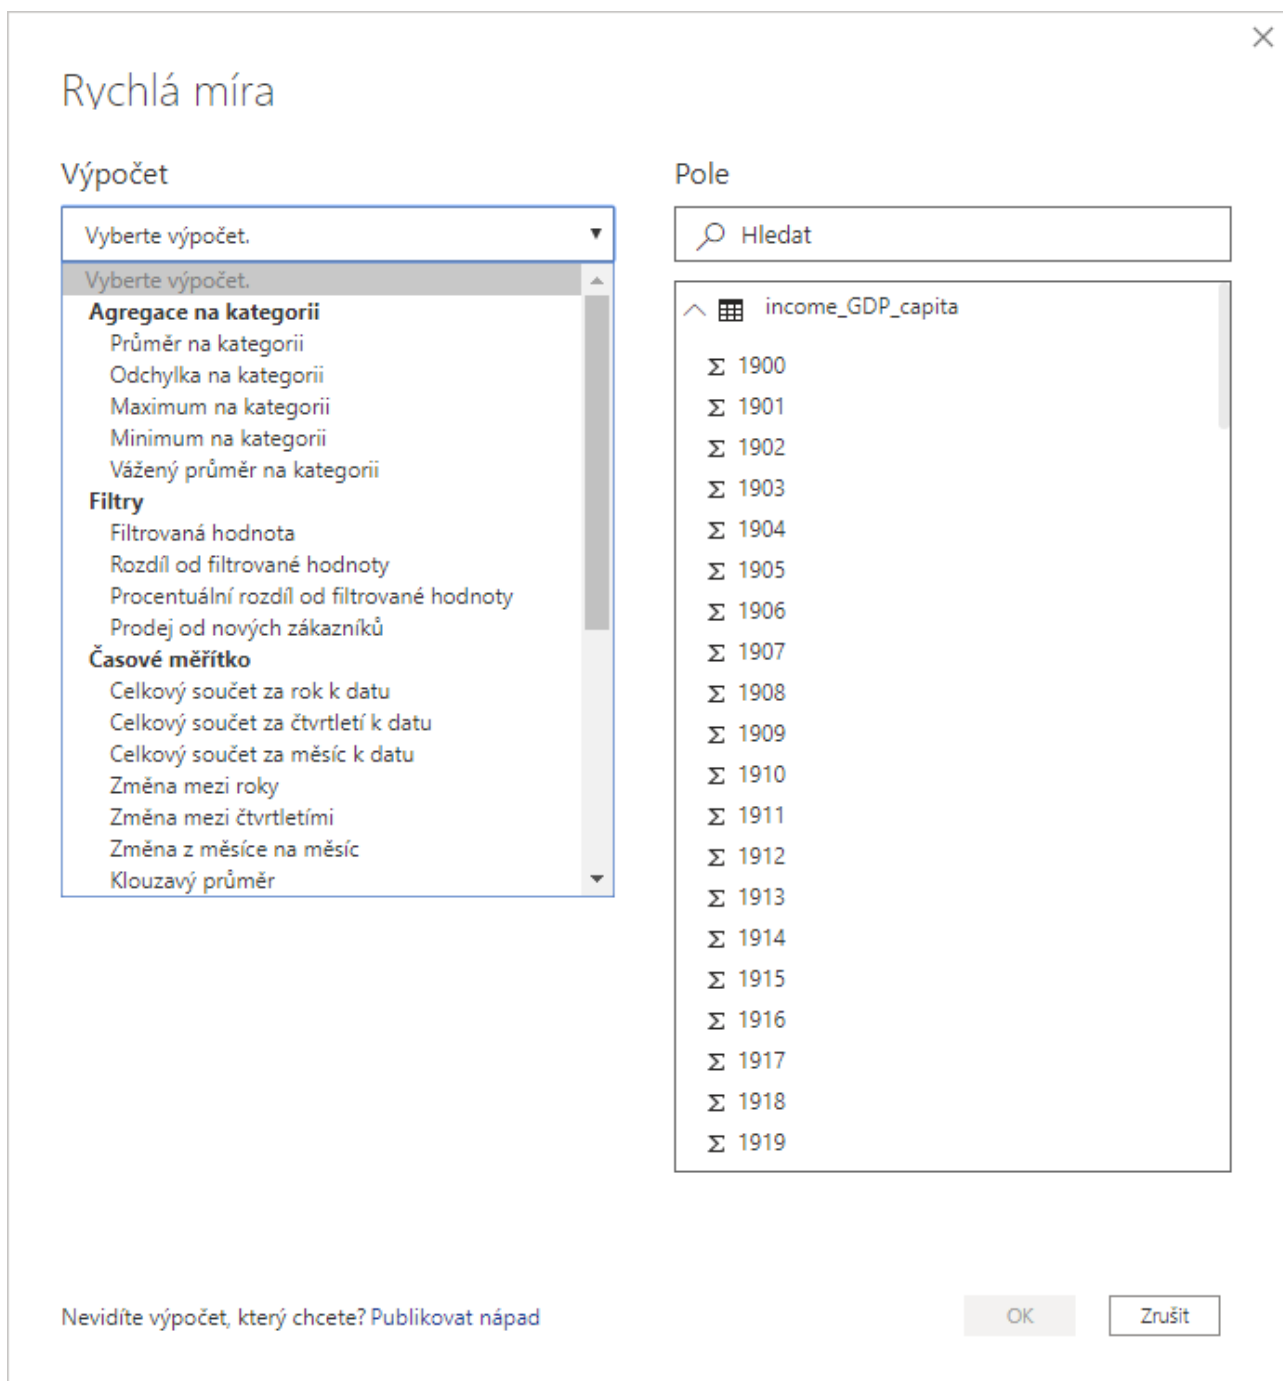 Rychlá míra
Výpočet
Vyberte výpočet.
Vyberte výpočet.
Agregace na kategorii
Průměr na kategorii
Odchylka na kategorii
Maximum na kategorii
Minimum na kategorii
Vážený průměr na kategorii
Filtry
Filtrovaná hodnota
Rozdíl od filtrované hodnoty
Procentuální rozdíl od filtrované hodnoty
Prodej od nových zákazníků
Časové měřítko
Celkový součet za rok k datu
Celkový součet za čtvrtletí k datu
Celkový součet za měsíc k datu
Změna mezi roky
Změna mezi čtvrtletími
Změna z měsíce na měsíc
Klouzavý průměr
Pole
Hledat
income_GDP_capita
Σ 1900
Σ 1901
Σ 1902
Σ 1903
Σ 1904
Σ 1905
Σ 1906
Σ 1907
Σ 1908
Σ 1909
Σ 1910
Σ 1911
Σ 1912
Σ 1913
Σ 1914
Σ 1915
Σ 1916
Σ 1917
Σ 1918
Σ 1919
Nevidíte výpočet, který chcete? Publikovat nápad
OK
Zrušit